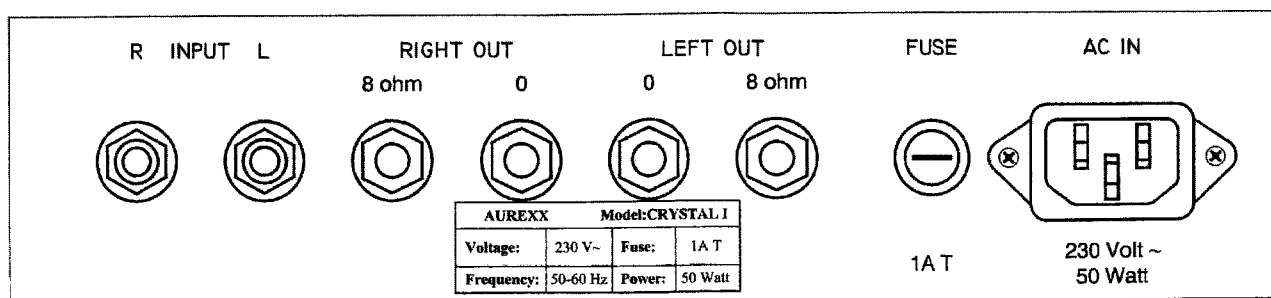 R INPUT L RIGHT OUT LEFT OUT FUSE AC IN
8 ohm 0 0 8 ohm
AUREXX Model:CRYSTAL I
Voltage: 230 V~ Fuse: 1A T
Frequency: 50-60 Hz Power: 50 Watt
1A T
230 Volt ~
50 Watt